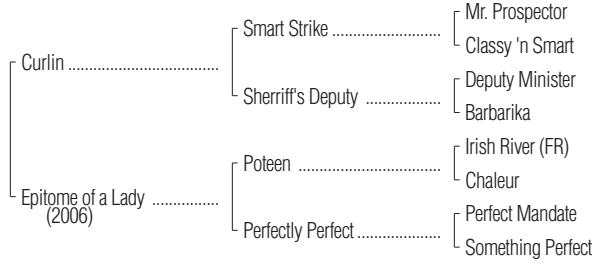 Mr. Prospector
Smart Strike ......................
Classy 'n Smart
Curlin ...................................
Deputy Minister
Sherriff's Deputy ...............
Barbarika
Irish River (FR)
Poteen ................................
Chaleur
Epitome of a Lady ...............
(2006)
Perfect Mandate
Perfectly Perfect .................
Something Perfect